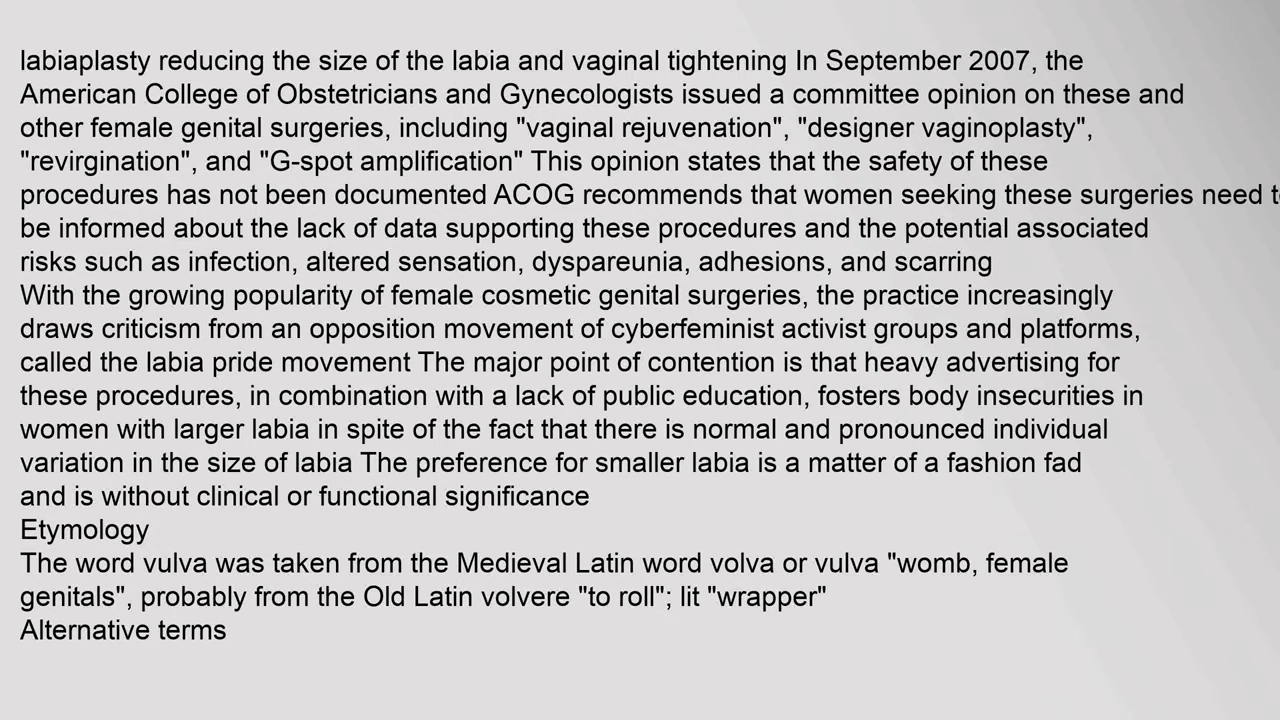 labiaplasty reducing the size of the labia and vaginal tightening In September 2007, the
American College of Obstetricians and Gynecologists issued a committee opinion on these and
other female genital surgeries, including "vaginal rejuvenation", "designer vaginoplasty",
"revirgination", and "G-spot amplification" This opinion states that the safety of these
procedures has not been documented ACOG recommends that women seeking these surgeries need
be informed about the lack of data supporting these procedures and the potential associated
risks such as infection, altered sensation, dyspareunia, adhesions, and scarring
With the growing popularity of female cosmetic genital surgeries, the practice increasingly
draws criticism from an opposition movement of cyberfeminist activist groups and platforms,
called the labia pride movement The major point of contention is that heavy advertising for
these procedures, in combination with a lack of public education, fosters body insecurities in
women with larger labia in spite of the fact that there is normal and pronounced individual
variation in the size of labia The preference for smaller labia is a matter of a fashion fad
and is without clinical or functional significance
Etymology
The word vulva was taken from the Medieval Latin word volva or vulva "womb, female
genitals", probably from the Old Latin volvere "to roll"; lit "wrapper"
Alternative terms